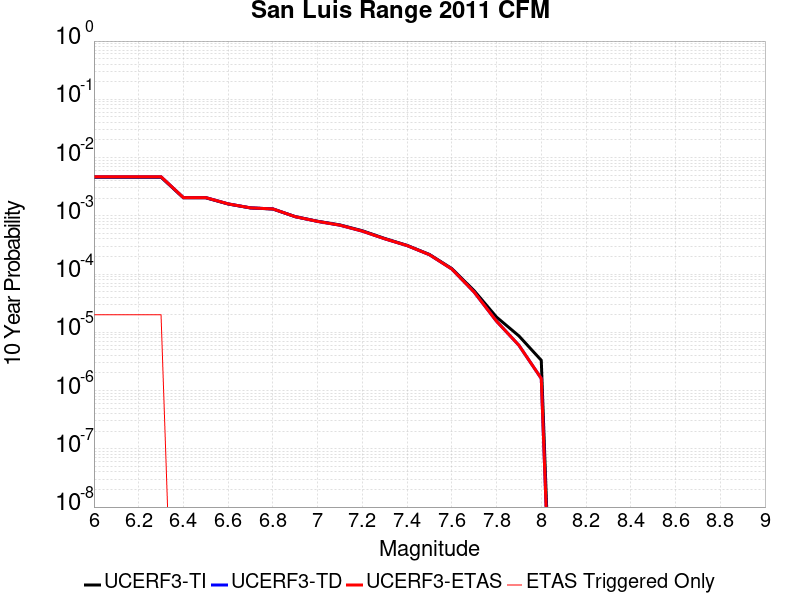 San Luis Range 2011 CFM
10^0
10^-1
10^-2
10^-3
10^-4
10^-5
10^-6
10^-7
10^-8
10 Year Probability
6 6.2 6.4 6.6 6.8 7 7.2 7.4 7.6 7.8 8 8.2 8.4 8.6 8.8 9
Magnitude
UCERF3-TI UCERF3-TD UCERF3-ETAS ETAS Triggered Only